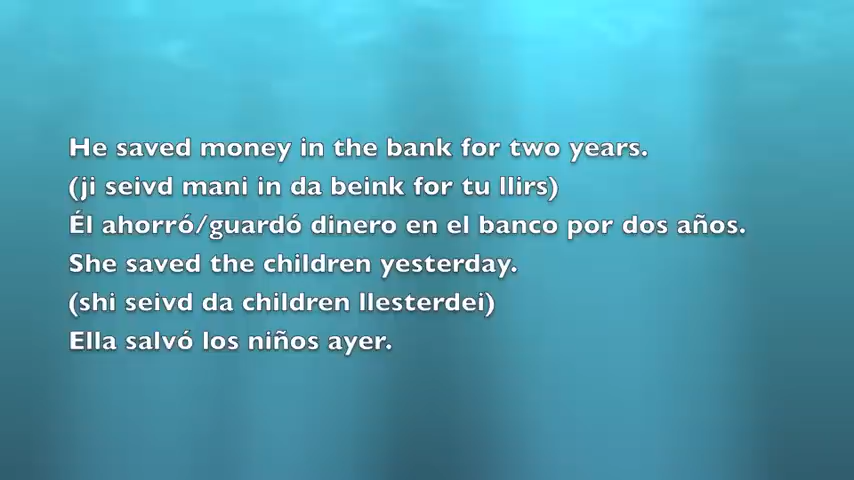 He saved money in the bank for two years.
(ji seivd mani in da beink for tu llirs)
Él ahorró/guardó dinero en el banco por dos años.
She saved the children yesterday.
(shi seivd da children llesterdei)
Ella salvó los niños ayer.